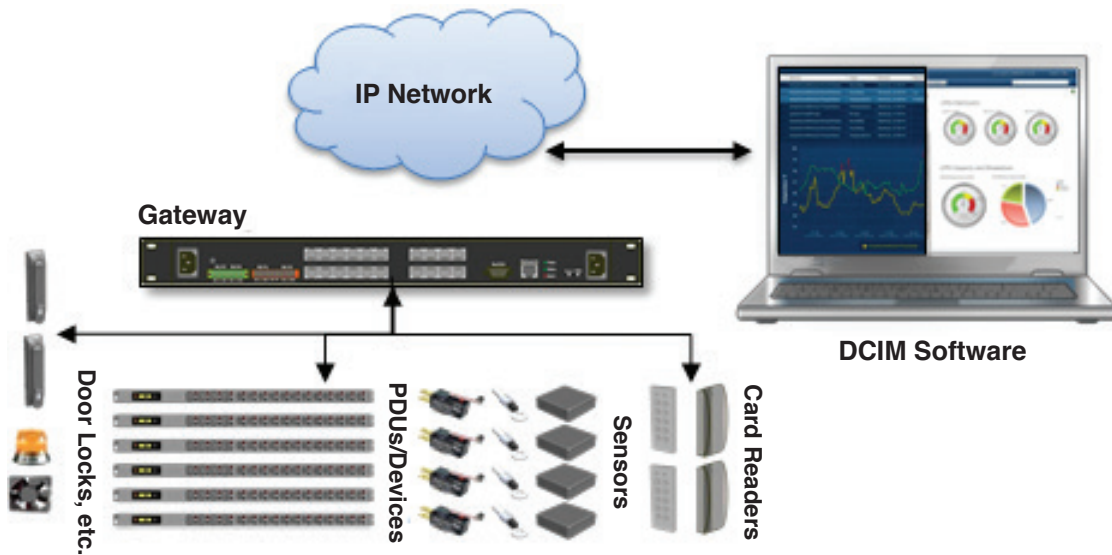 IP Network
Gateway
DCIM Software
Door Locks, etc.
PDUs/Devices
Sensors
Card Readers